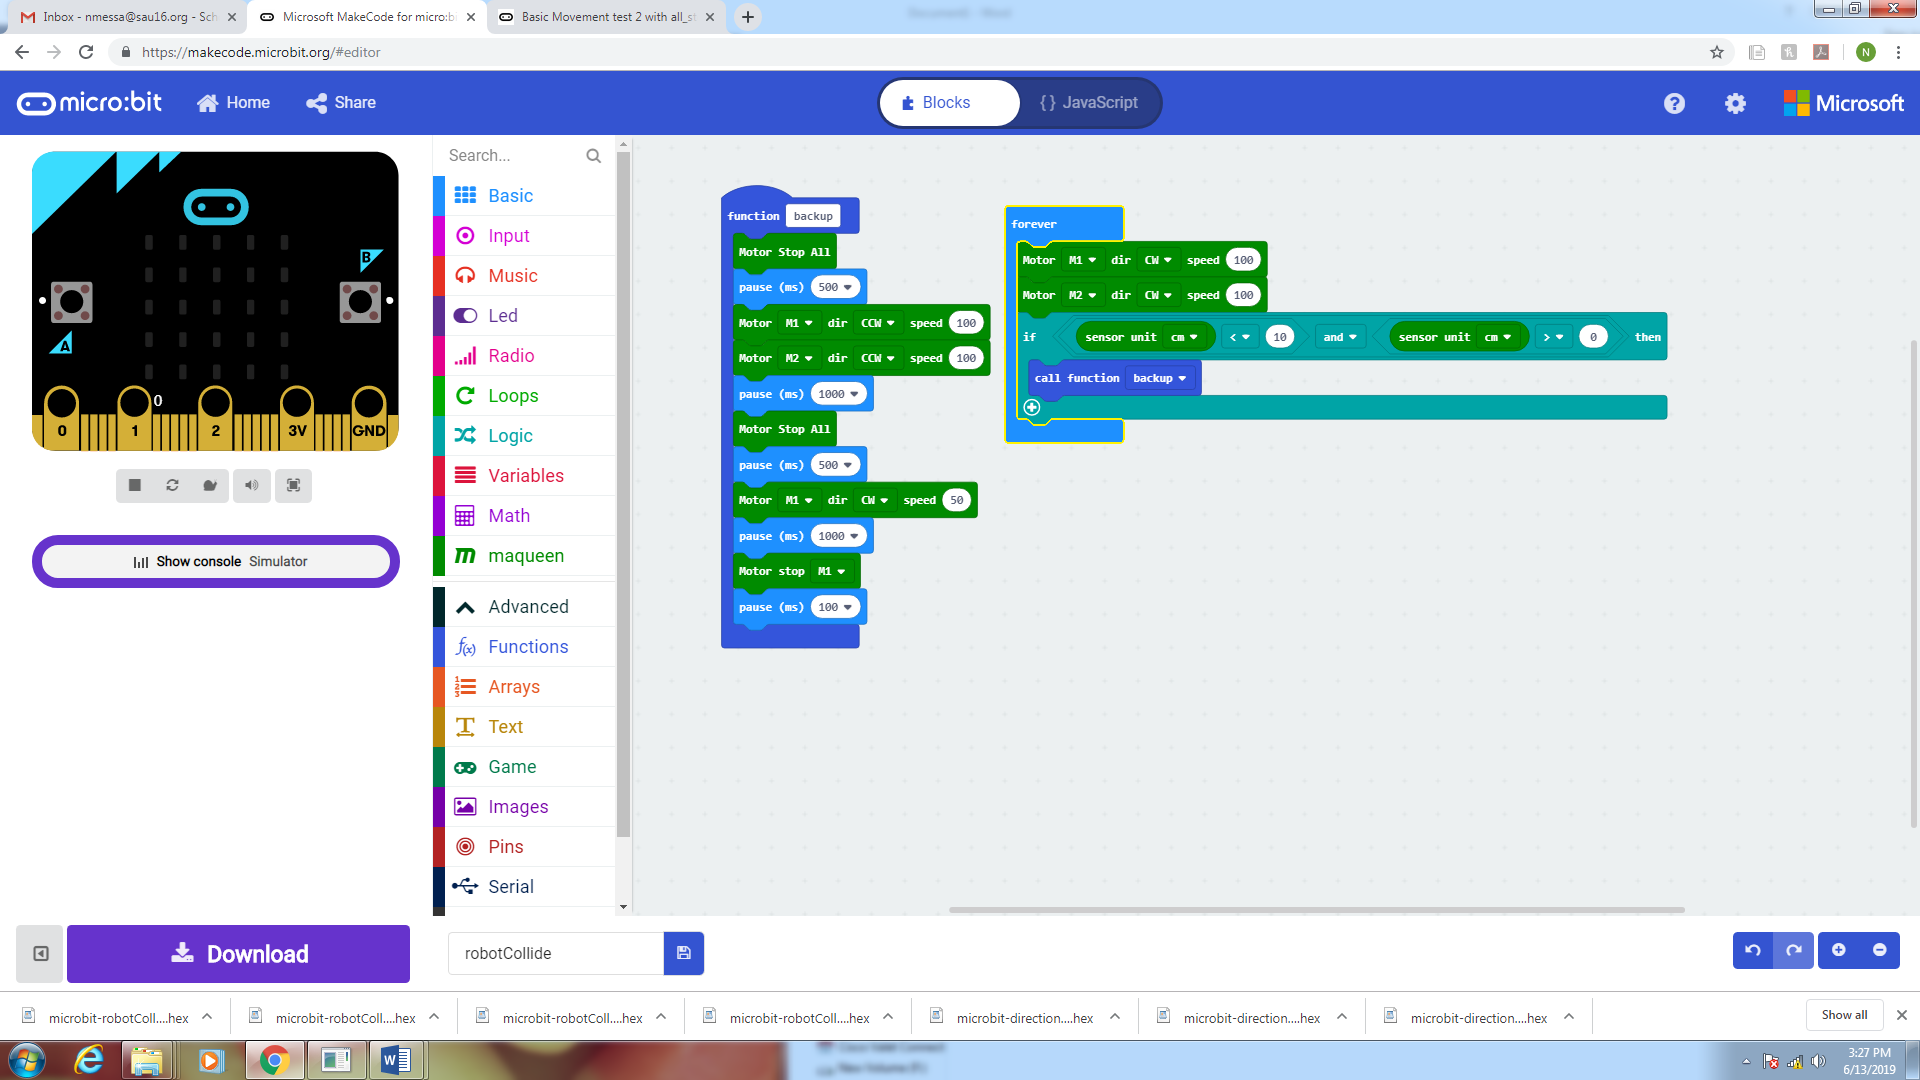 Inbox - nmessa@sau16.org - Sch
Microsoft MakeCode for micro:b
Basic Movement test 2 with all_st
https://makecode.microbit.org/#editor
N
micro:bit
Home
Share
Blocks
{ } JavaScript
?
Microsoft
B
A
0
0 1 2 3V GND
Show console Simulator
Search...
Basic
Input
Music
Led
Radio
Loops
Logic
Variables
Math
maqueen
Advanced
Functions
Arrays
Text
Game
Images
Pins
Serial
function backup
Motor Stop All
pause (ms) 500
Motor M1 dir CCW speed 100
Motor M2 dir CCW speed 100
pause (ms) 1000
Motor Stop All
pause (ms) 500
Motor M1 dir CW speed 50
pause (ms) 1000
Motor stop M1
pause (ms) 100
forever
Motor M1 dir CW speed 100
Motor M2 dir CW speed 100
if sensor unit cm < 10 and sensor unit cm > 0 then
call function backup
Download
robotCollide
microbit-robotColl....hex
microbit-robotColl....hex
microbit-robotColl....hex
microbit-robotColl....hex
microbit-direction....hex
microbit-direction....hex
microbit-direction....hex
Show all
3:27 PM
6/13/2019